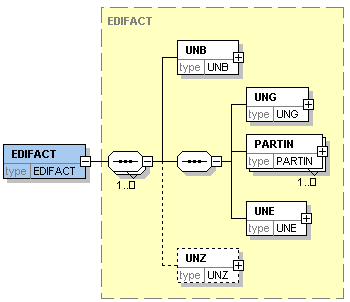 EDIFACT
UNB
type UNB
UNG
type UNG
EDIFACT
type EDIFACT
PARTIN
type PARTIN
1..
1..
UNE
type UNE
UNZ
type UNZ